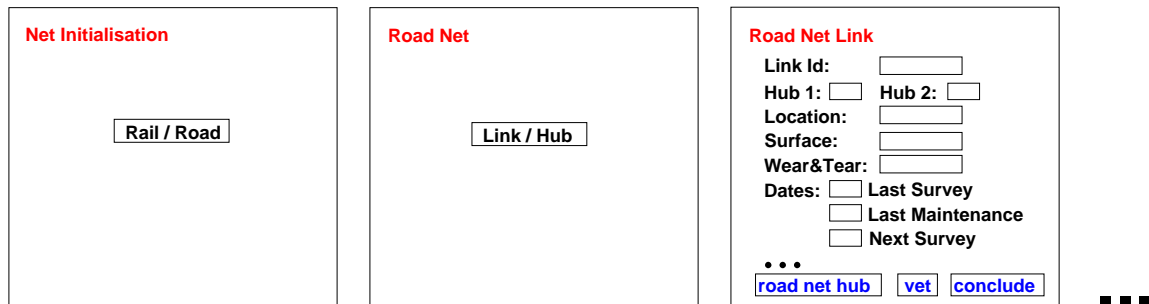 Net Initialisation
Rail / Road
Road Net
Link / Hub
Road Net Link
Link Id:
Hub 1: Hub 2:
Location:
Surface:
Wear&Tear:
Dates: Last Survey
Last Maintenance
Next Survey
...
road net hub vet conclude
...